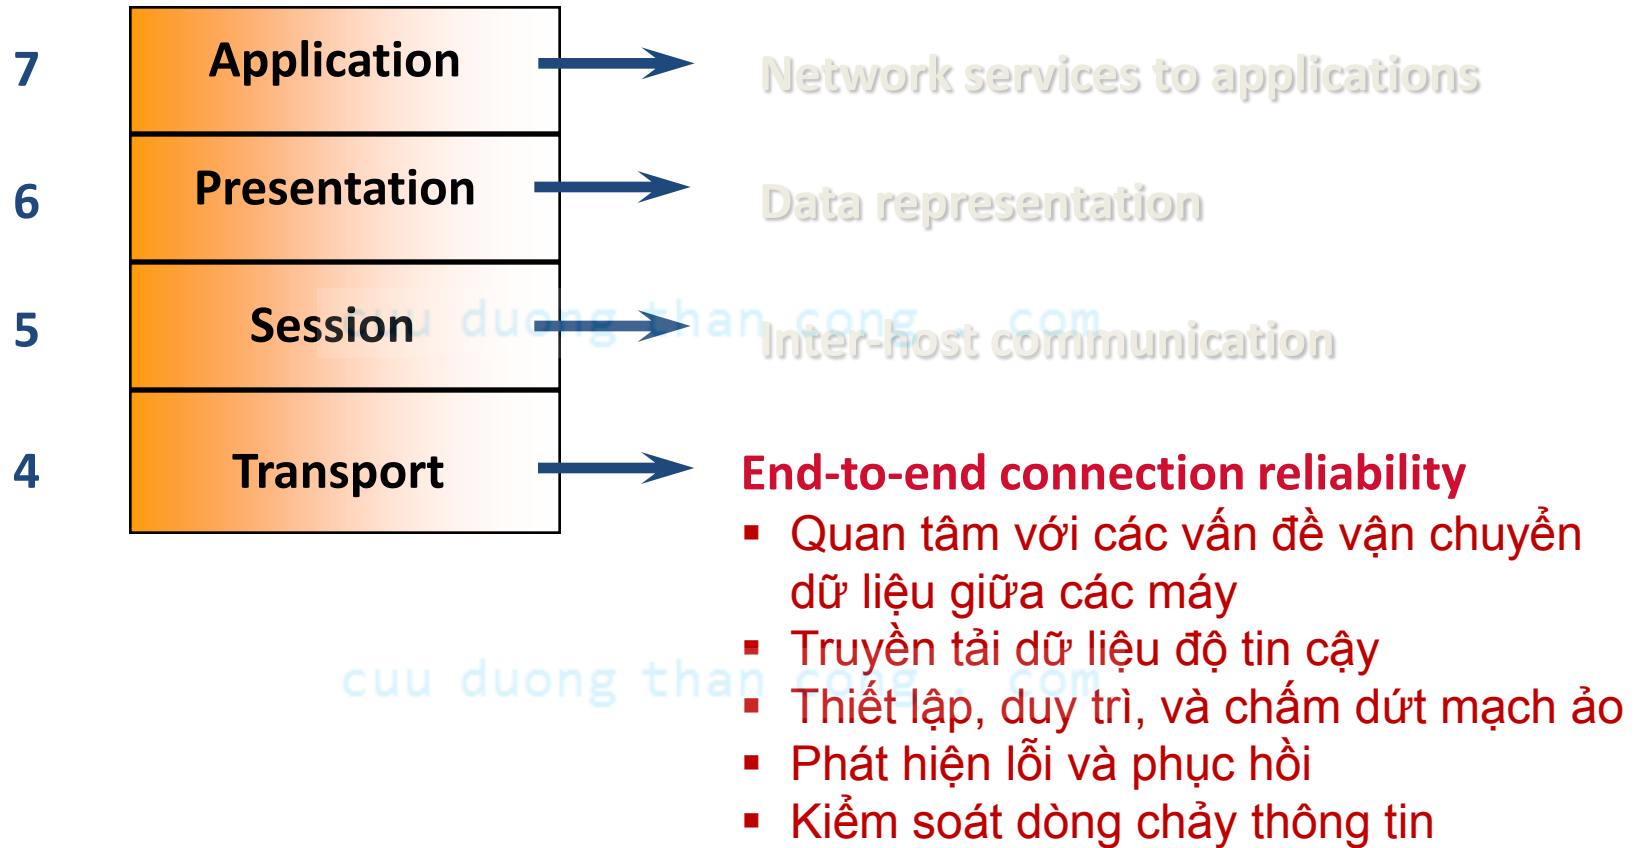 7 Application Network services to applications
6 Presentation Data representation
5 Session Inter-host communication
cuu duong than cong . com
4 Transport End-to-end connection reliability
▪ Quan tâm với các vấn đề vận chuyển
dữ liệu giữa các máy
▪ Truyền tải dữ liệu độ tin cậy
cuu duong than cong . com
▪ Thiết lập, duy trì, và chấm dứt mạch ảo
▪ Phát hiện lỗi và phục hồi
▪ Kiểm soát dòng chảy thông tin